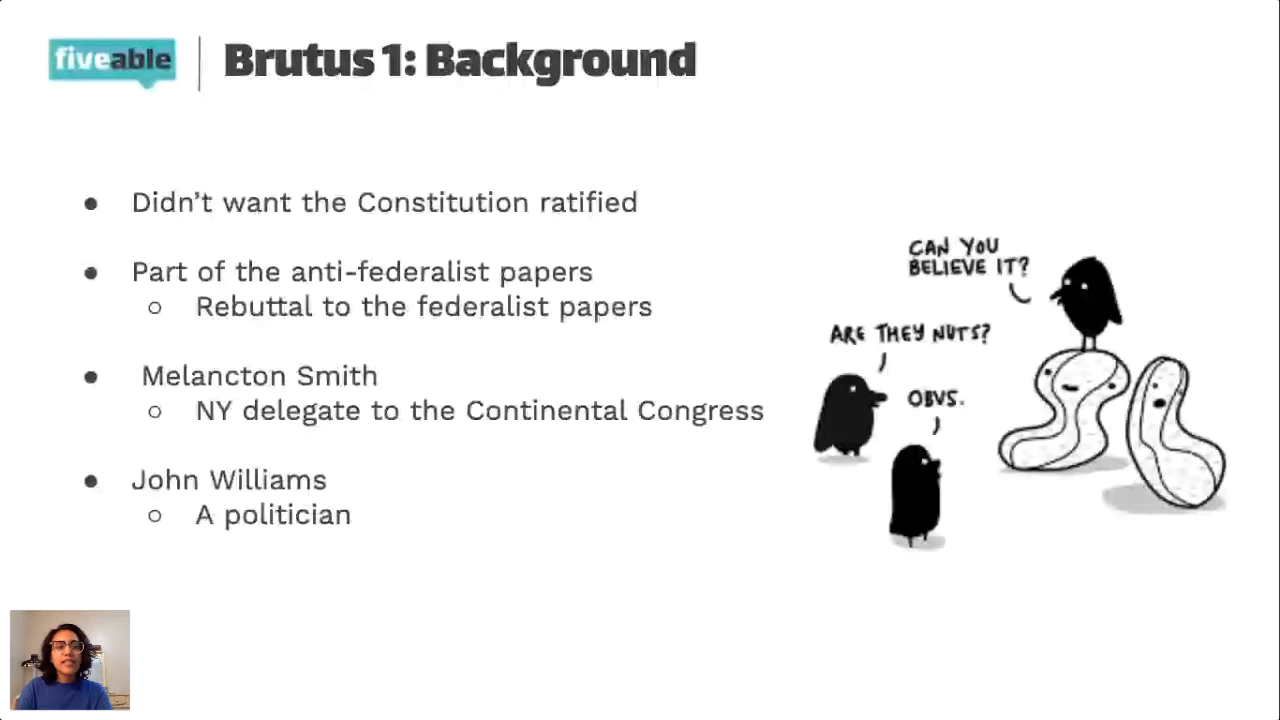 fiveable
Brutus 1: Background
● Didn't want the Constitution ratified
● Part of the anti-federalist papers
○ Rebuttal to the federalist papers
● Melancton Smith
○ NY delegate to the Continental Congress
● John Williams
○ A politician
CAN YOU
BELIEVE IT?
ARE THEY NUTS?
OBVS.